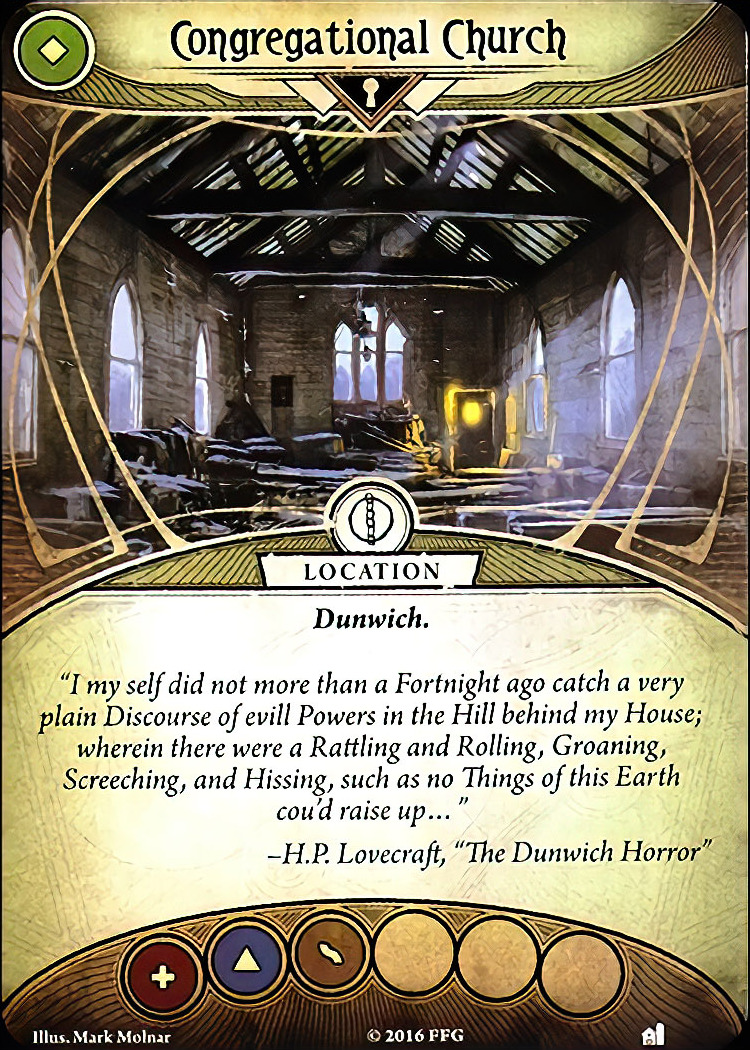 Congregational Church
LOCATION
Dunwich.
“I my self did not more than a Fortnight ago catch a very
plain Discourse of evill Powers in the Hill behind my House;
wherein there were a Rattling and Rolling, Groaning,
Screeching, and Hissing, such as no Things of this Earth
cou’d raise up…”
–H.P. Lovecraft, “The Dunwich Horror”
Illus. Mark Molnar
© 2016 FFG